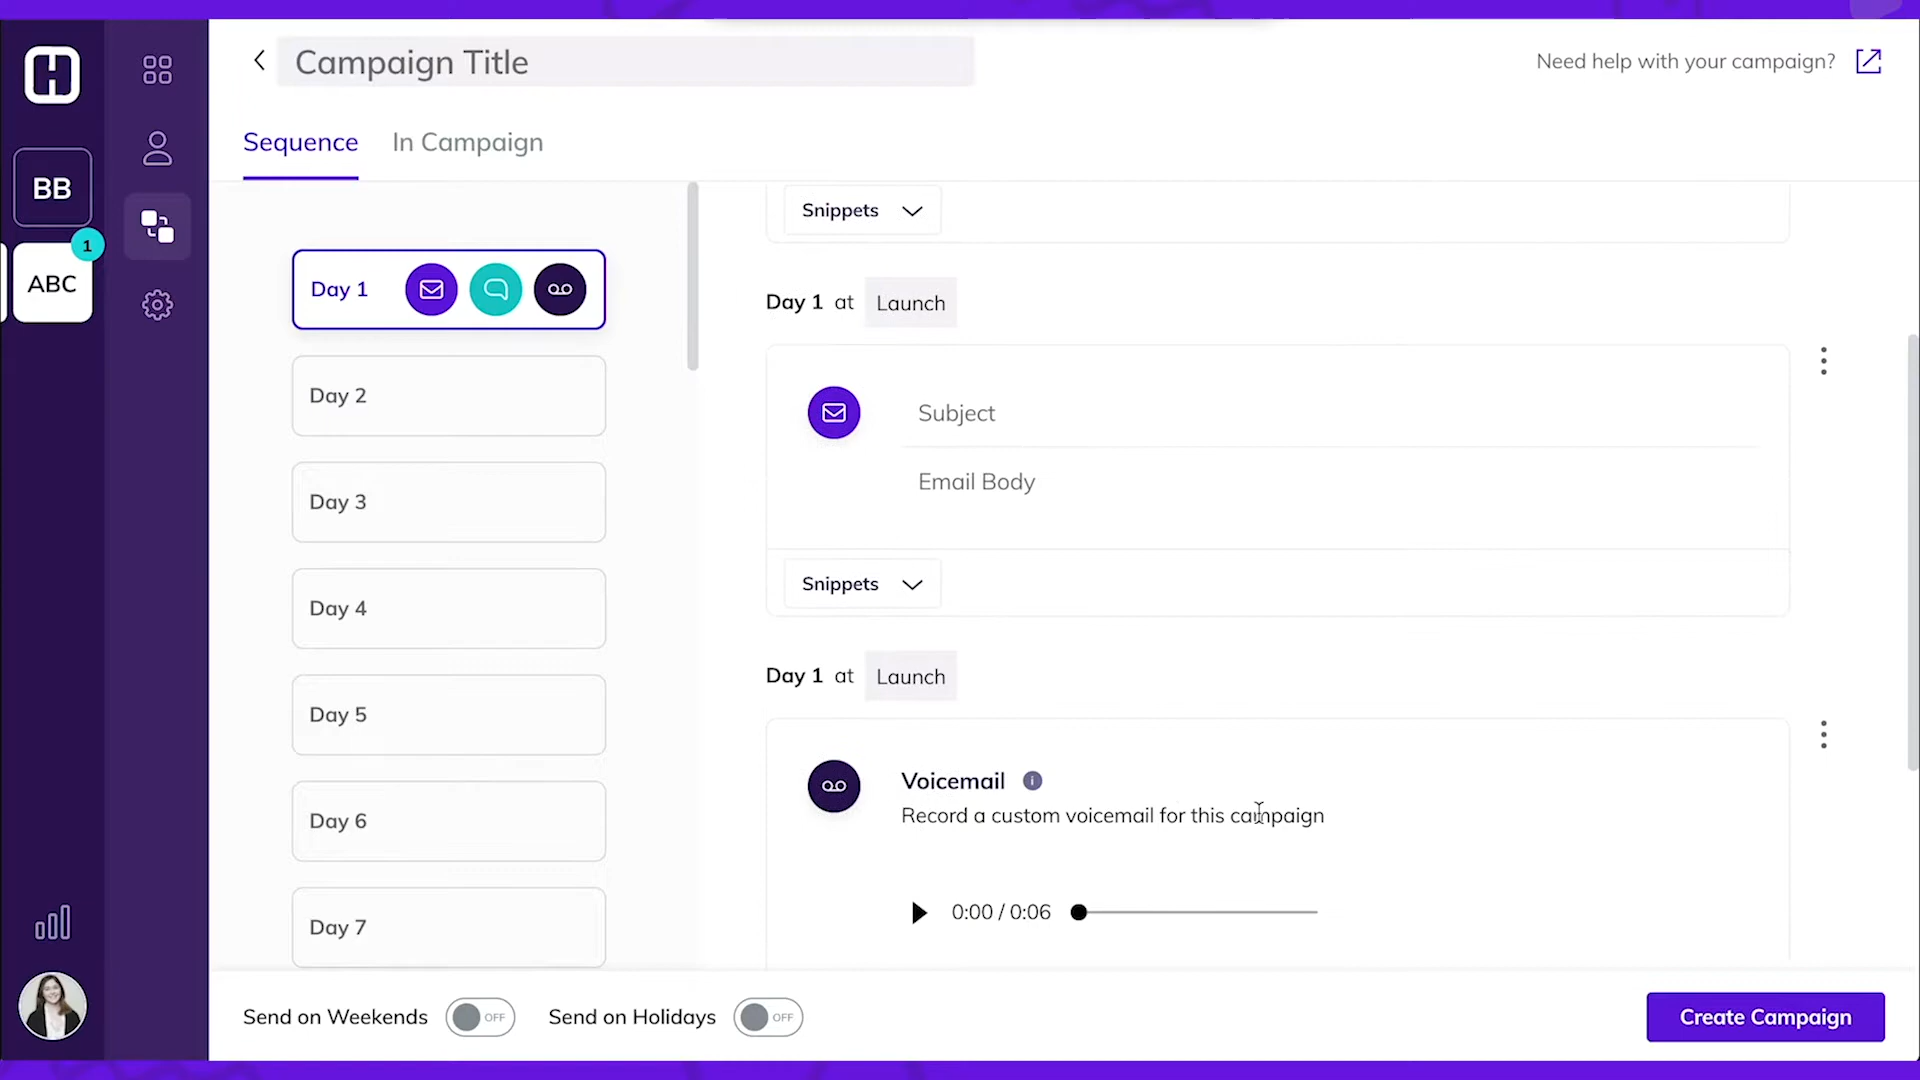 Campaign Title
Need help with your campaign?
Sequence
In Campaign
BB
1
ABC
Snippets
Day 1
Day 1 at Launch
Day 2
Subject
Email Body
Day 3
Snippets
Day 4
Day 1 at Launch
Day 5
Voicemail
Record a custom voicemail for this campaign
Day 6
0:00 / 0:06
Day 7
Send on Weekends
OFF
Send on Holidays
OFF
Create Campaign